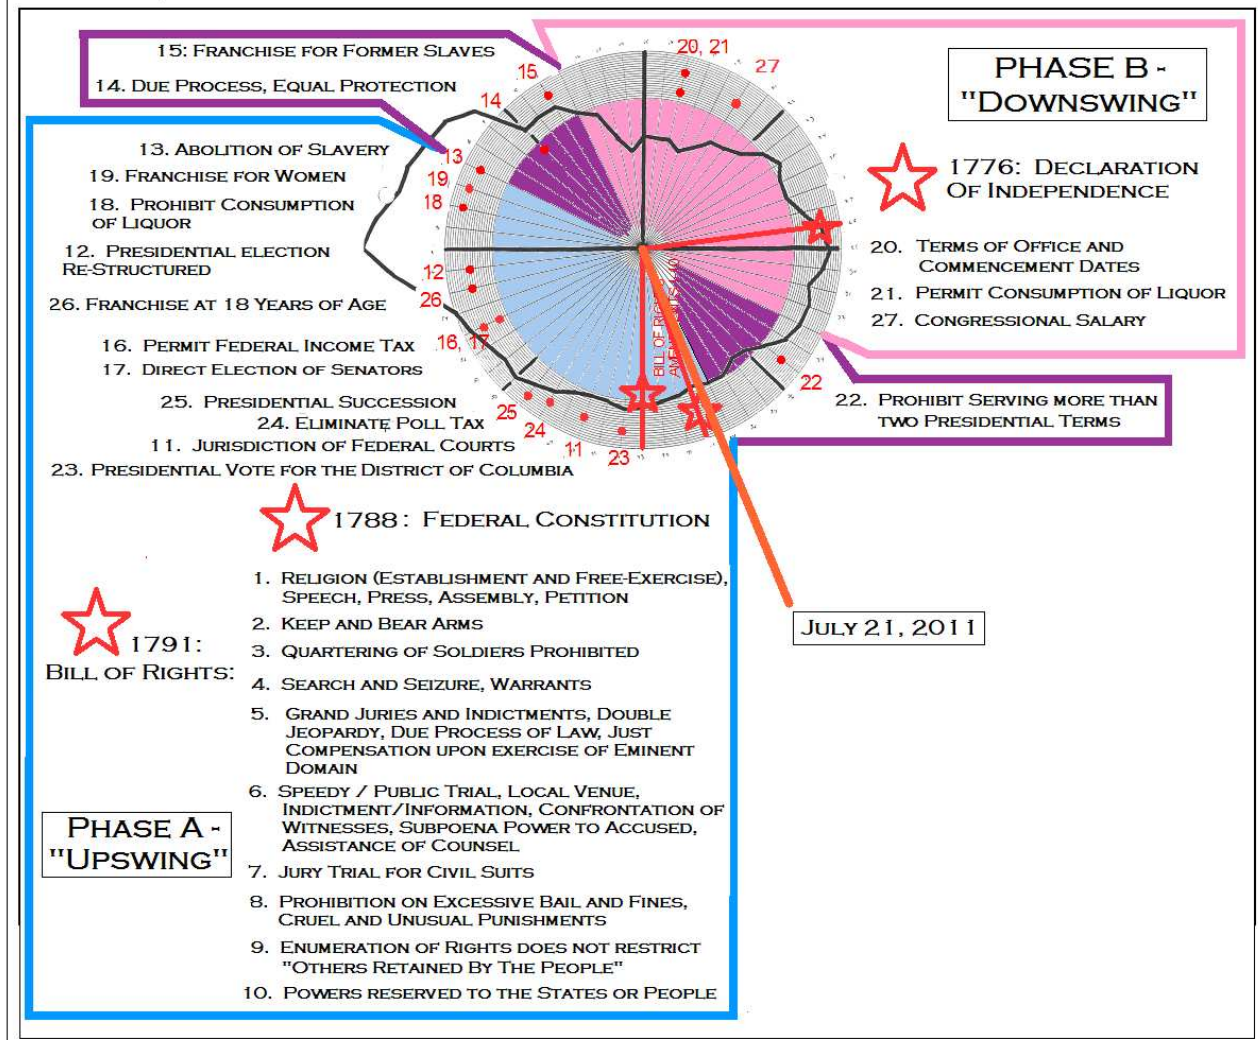 15: Franchise for Former Slaves
14. Due Process, Equal Protection
13. Abolition of Slavery
19. Franchise for Women
18. Prohibit Consumption
of Liquor
12. Presidential election
Re-Structured
26. Franchise at 18 Years of Age
16. Permit Federal Income Tax
17. Direct Election of Senators
25. Presidential Succession
24. Eliminate Poll Tax
11. Jurisdiction of Federal Courts
23. Presidential Vote for the District of Columbia
20, 21
27
15
14
13
19
18
12
26
16, 17
25
24
11
23
22
Bill of Rights
PHASE B -
"Downswing"
1776: Declaration
Of Independence
20. Terms of Office and
Commencement Dates
21. Permit Consumption of Liquor
27. Congressional Salary
22. Prohibit Serving more than
two Presidential Terms
1788: Federal Constitution
July 21, 2011
1791:
Bill of Rights:
1. Religion (Establishment and Free-Exercise),
Speech, Press, Assembly, Petition
2. Keep and Bear Arms
3. Quartering of Soldiers Prohibited
4. Search and Seizure, Warrants
5. Grand Juries and Indictments, Double
Jeopardy, Due Process of Law, Just
Compensation upon exercise of Eminent
Domain
6. Speedy / Public Trial, Local Venue,
Indictment/Information, Confrontation of
Witnesses, Subpoena Power to Accused,
Assistance of Counsel
7. Jury Trial for Civil Suits
8. Prohibition on Excessive Bail and Fines,
Cruel and Unusual Punishments
9. Enumeration of Rights does not restrict
"Others Retained By The People"
10. Powers reserved to the States or People
Phase A -
"Upswing"